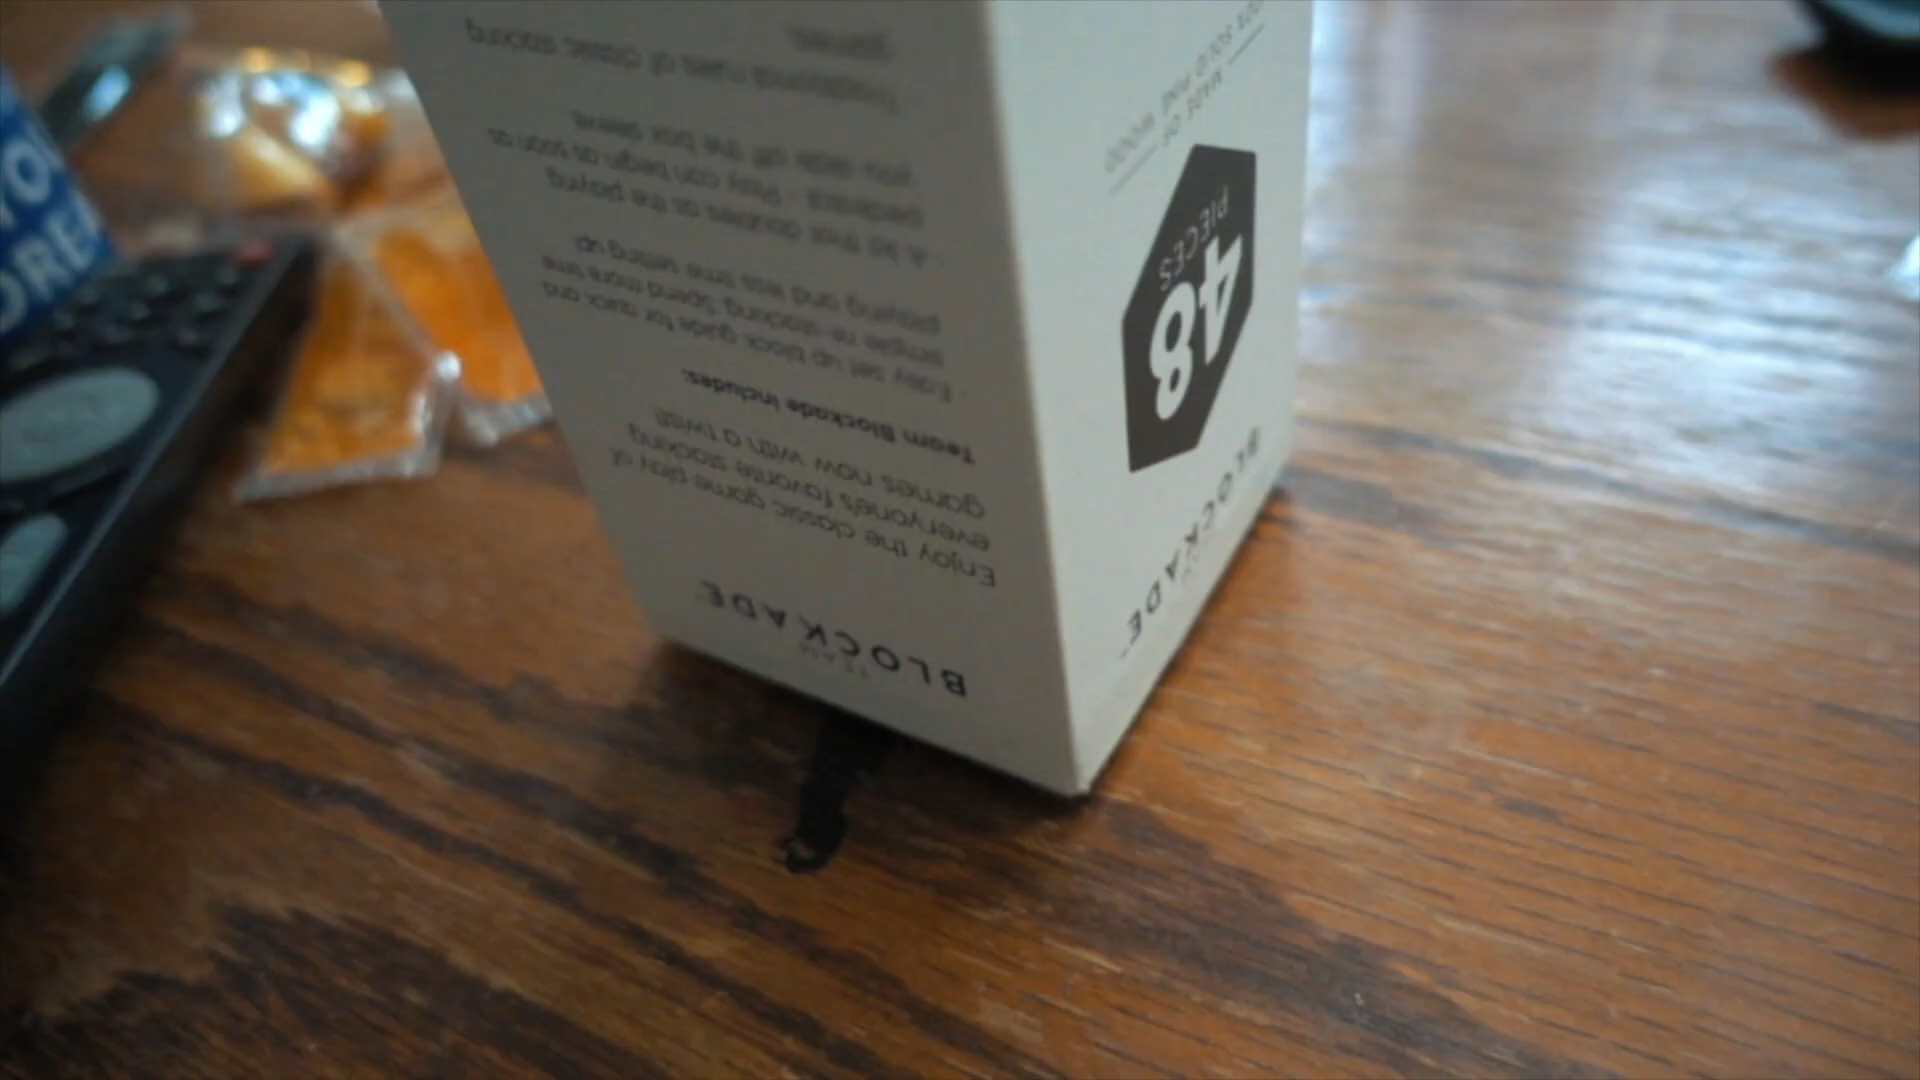 TEAM
BLOCKADE
Enjoy the classic game play of
everyone's favorite stacking
games now with a twist!
Team Blockade includes:
- Easy set up block guide for quick and
simple re-stacking. Spend more time
playing and less time setting up
- A lid that doubles as the playing
pedestal - Play can begin as soon as
you slide off the box sleeve
Traditional rules of classic stacking
BLOCKADE
48
PIECES
MADE OF
SOLID PINE WOOD